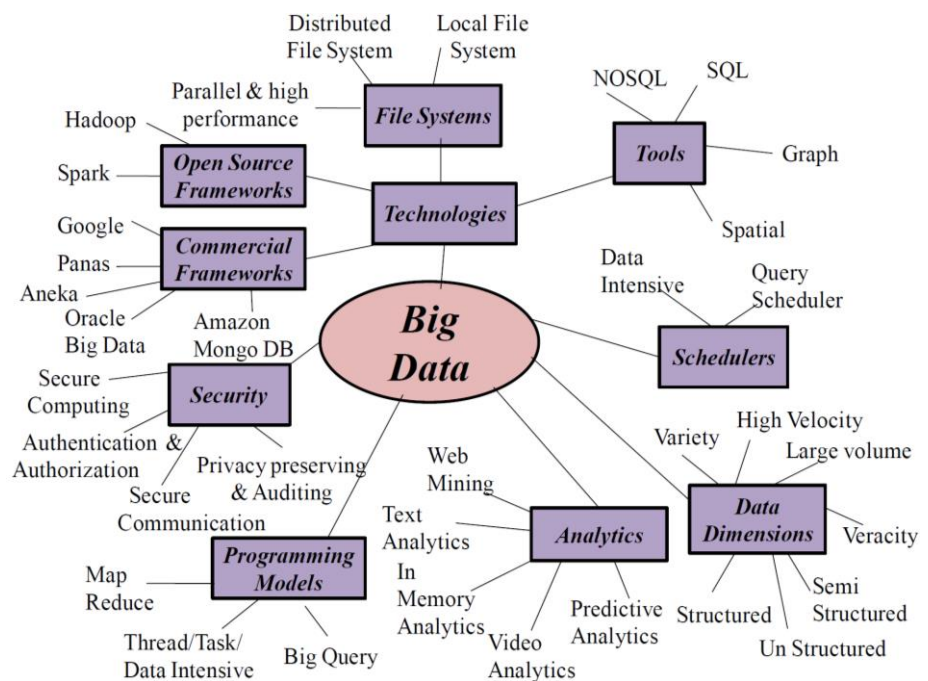 Distributed
File System
Local File
System
Parallel & high
performance
File Systems
NOSQL
SQL
Tools
Graph
Spatial
Hadoop
Spark
Open Source
Frameworks
Technologies
Google
Panas
Aneka
Oracle
Big Data
Commercial
Frameworks
Amazon
Mongo DB
Big
Data
Data
Intensive
Query
Scheduler
Schedulers
Secure
Computing
Security
Authentication &
Authorization
Privacy preserving
& Auditing
Secure
Communication
Programming
Models
Map
Reduce
Thread/Task/
Data Intensive
Big Query
Web
Mining
Text
Analytics
In
Memory
Analytics
Video
Analytics
Predictive
Analytics
Analytics
Variety
High Velocity
Large volume
Data
Dimensions
Veracity
Structured
Semi
Structured
Un Structured